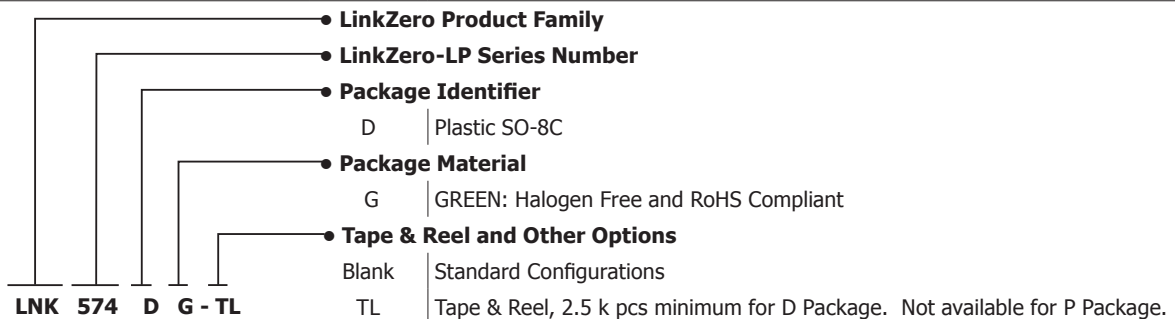 LinkZero Product Family
LinkZero-LP Series Number
Package Identifier
D Plastic SO-8C
Package Material
G GREEN: Halogen Free and RoHS Compliant
Tape & Reel and Other Options
Blank Standard Configurations
LNK 574 D G - TL TL Tape & Reel, 2.5 k pcs minimum for D Package. Not available for P Package.